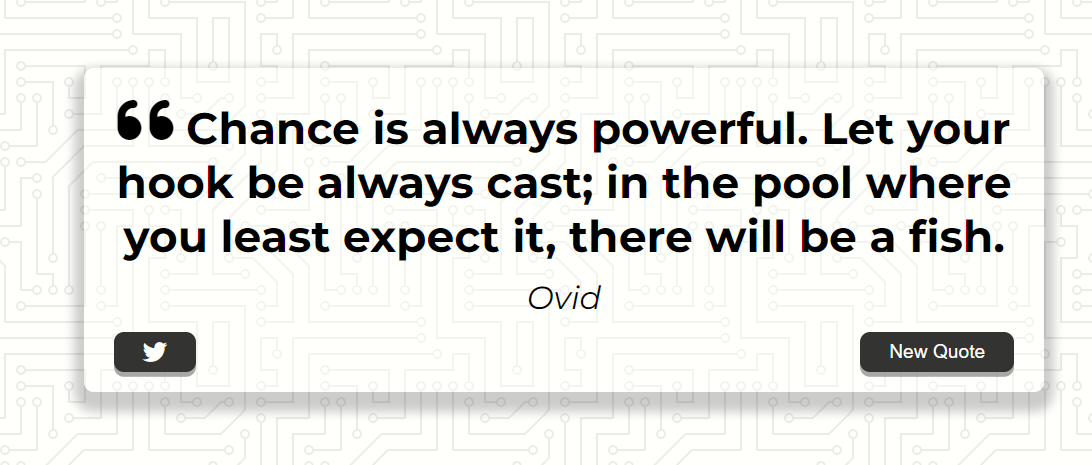 “ Chance is always powerful. Let your
hook be always cast; in the pool where
you least expect it, there will be a fish.
Ovid
New Quote